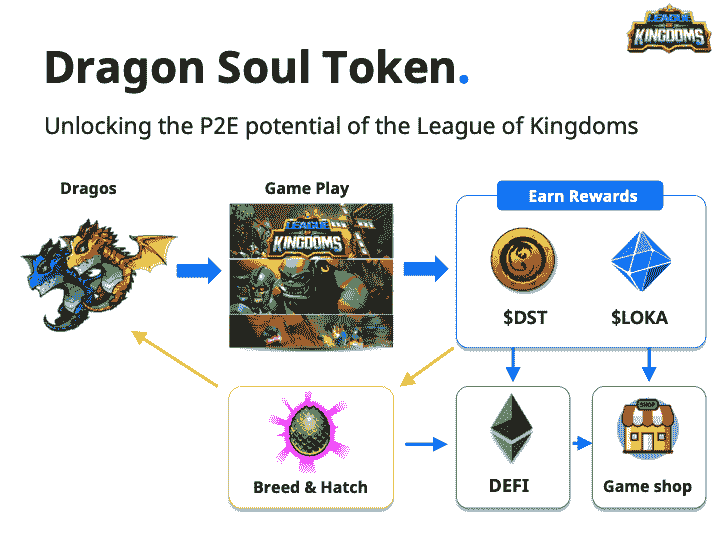 LEAGUE
OF
KINGDOMS
Dragon Soul Token.
Unlocking the P2E potential of the League of Kingdoms
Dragos
Game Play
Earn Rewards
LEAGUE
OF
KINGDOMS
$DST
$LOKA
SHOP
Breed & Hatch
DEFI
Game shop